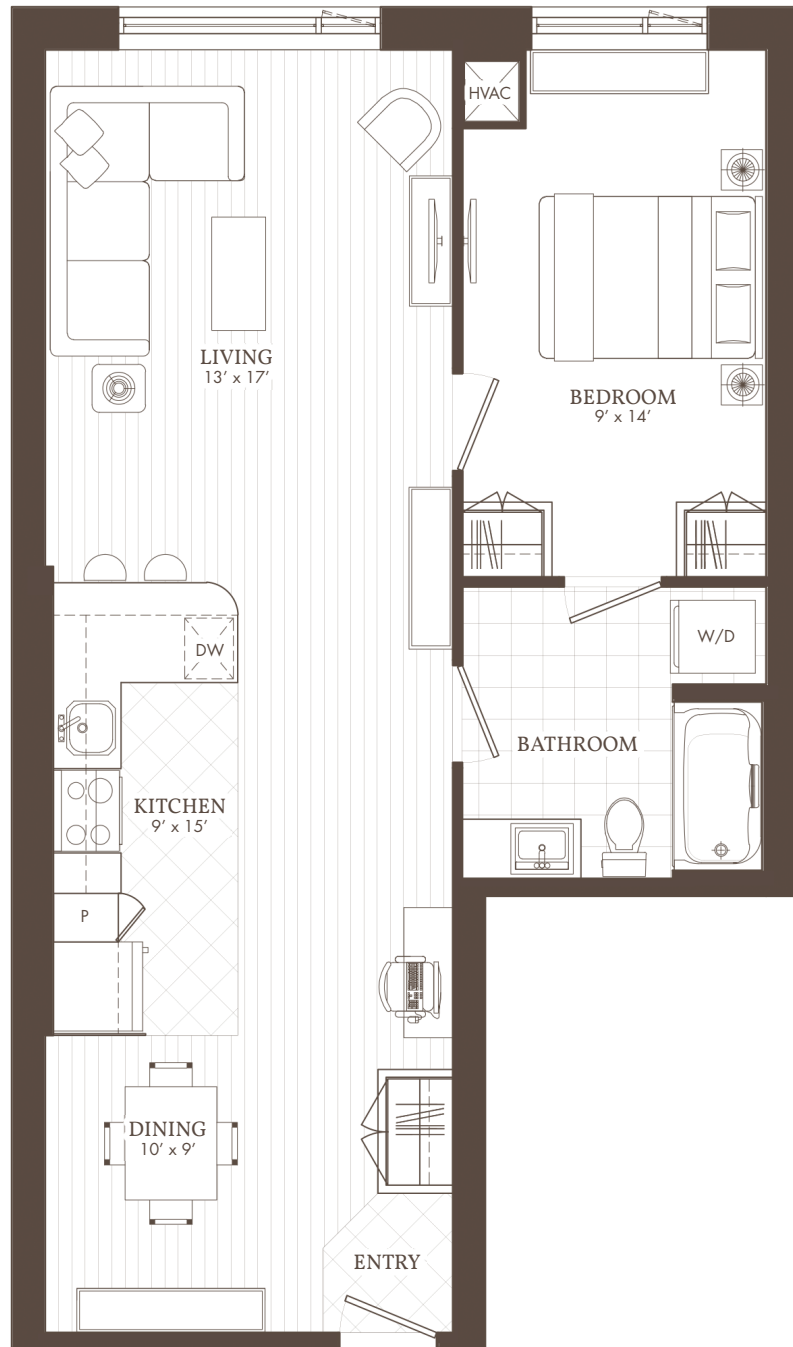 HVAC
LIVING
13’ x 17’
BEDROOM
9’ x 14’
DW
W/D
BATHROOM
KITCHEN
9’ x 15’
P
DINING
10’ x 9’
ENTRY